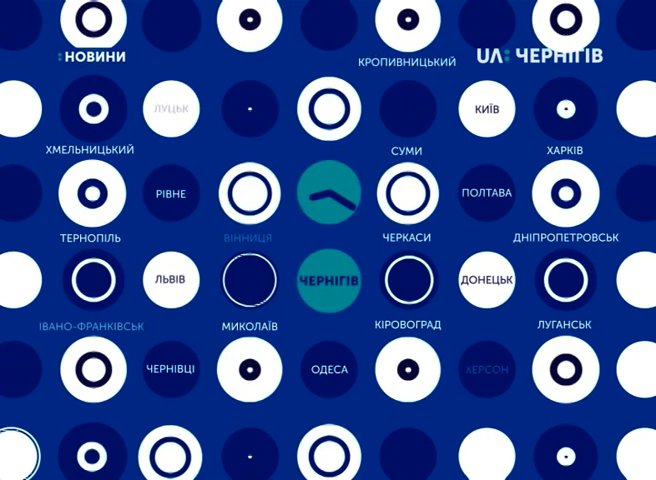 :НОВИНИ
КРОПИВНИЦЬКИЙ
UA: ЧЕРНІГІВ
ЛУЦЬК
КИЇВ
ХМЕЛЬНИЦЬКИЙ
СУМИ
ХАРКІВ
РІВНЕ
ПОЛТАВА
ТЕРНОПІЛЬ
ВІННИЦЯ
ЧЕРКАСИ
ДНІПРОПЕТРОВСЬК
ЛЬВІВ
ЧЕРНІГІВ
ДОНЕЦЬК
ІВАНО-ФРАНКІВСЬК
МИКОЛАЇВ
КІРОВОГРАД
ЛУГАНСЬК
ЧЕРНІВЦІ
ОДЕСА
ХЕРСОН